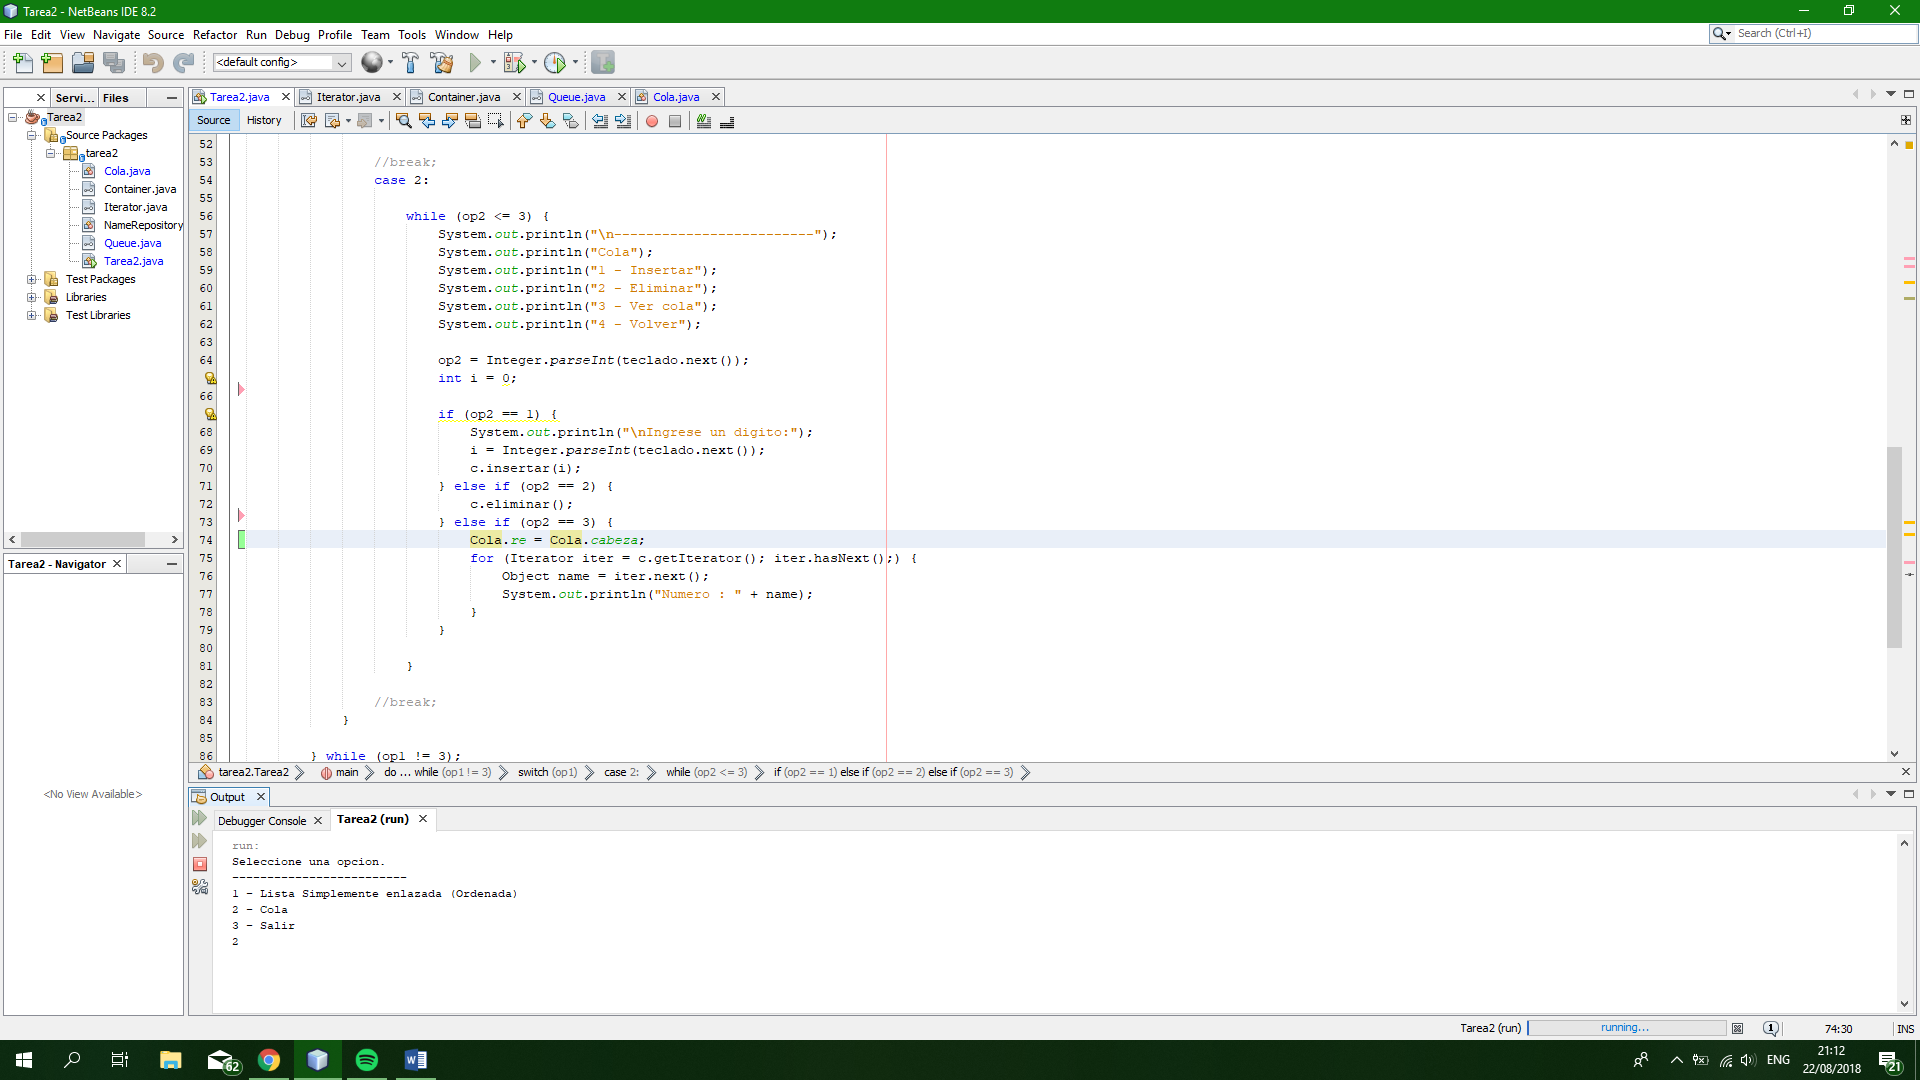 Tarea2 - NetBeans IDE 8.2
File Edit View Navigate Source Refactor Run Debug Profile Team Tools Window Help
Search (Ctrl+I)
<default config>
Servi... Files
Tarea2.java Iterator.java Container.java Queue.java Cola.java
Source History
Tarea2
Source Packages
tarea2
Cola.java
Container.java
Iterator.java
NameRepository
Queue.java
Tarea2.java
Test Packages
Libraries
Test Libraries
Tarea2 - Navigator
<No View Available>
52
53 //break;
54 case 2:
55
56 while (op2 <= 3) {
57 System.out.println("\n-------------------------");
58 System.out.println("Cola");
59 System.out.println("1 - Insertar");
60 System.out.println("2 - Eliminar");
61 System.out.println("3 - Ver cola");
62 System.out.println("4 - Volver");
63
64 op2 = Integer.parseInt(teclado.next());
int i = 0;
66
if (op2 == 1) {
68 System.out.println("\nIngrese un digito:");
69 i = Integer.parseInt(teclado.next());
70 c.insertar(i);
71 } else if (op2 == 2) {
72 c.eliminar();
73 } else if (op2 == 3) {
74 Cola.re = Cola.cabeza;
75 for (Iterator iter = c.getIterator(); iter.hasNext();) {
76 Object name = iter.next();
77 System.out.println("Numero : " + name);
78 }
79 }
80
81 }
82
83 //break;
84 }
85
86 } while (op1 != 3);
tarea2.Tarea2 main do ... while (op1 != 3) switch (op1) case 2: while (op2 <= 3) if (op2 == 1) else if (op2 == 2) else if (op2 == 3)
Output
Debugger Console Tarea2 (run)
run:
Seleccione una opcion.
-------------------------
1 - Lista Simplemente enlazada (Ordenada)
2 - Cola
3 - Salir
2
Tarea2 (run) running... 1 74:30 INS
62
ENG
21:12
22/08/2018
21